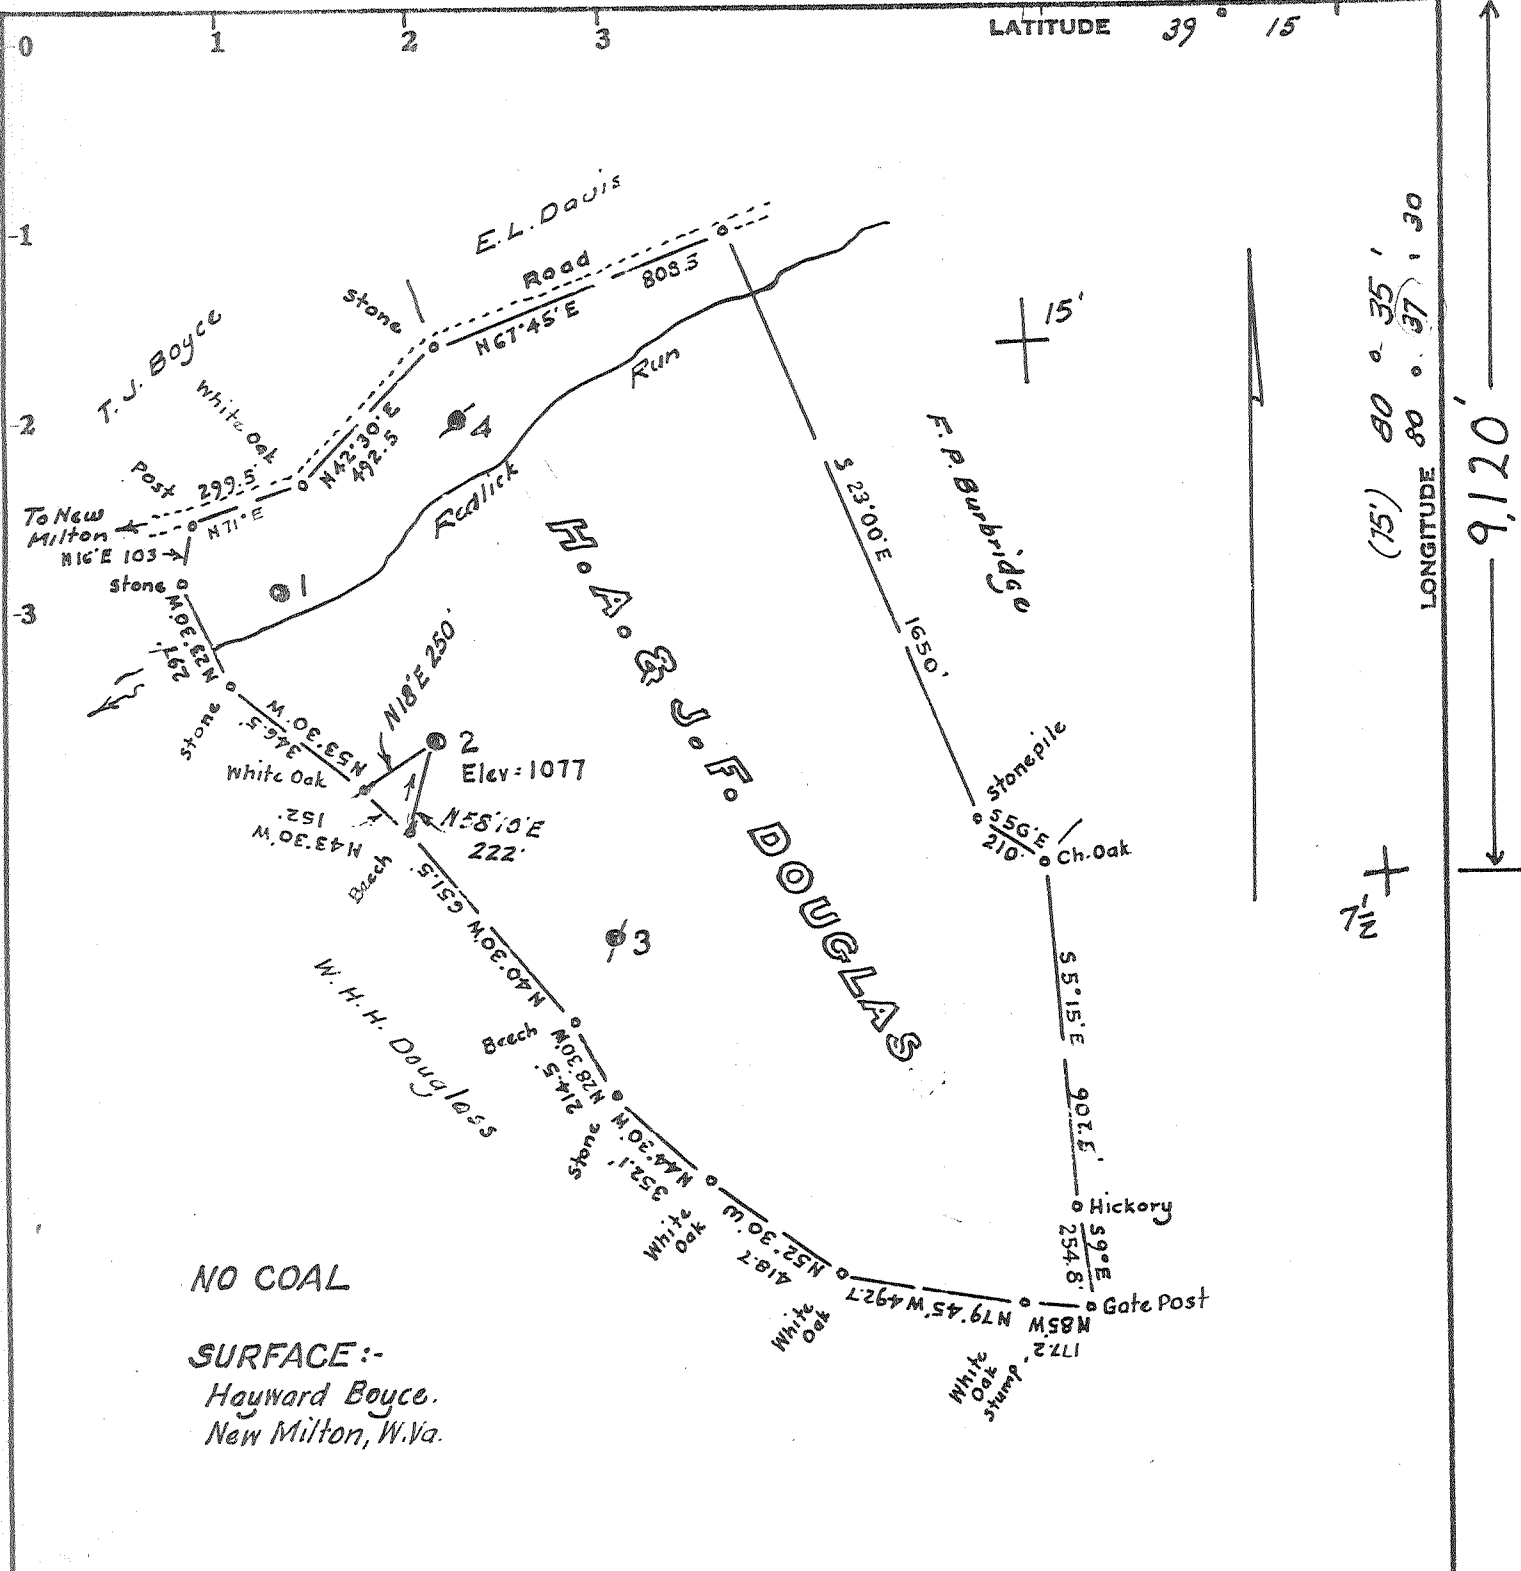 0
1
2
3
LATITUDE 39° 15
-1
-2
-3
LONGITUDE 80° 37' 30
(15') 80° 35'
9,120'
15'
7½
E.L. Davis
Road
808.5
N67°45'E
Stone
T. J. Boyce
White Oak
N42°30'E
492.5
Post
299.5'
N71°E
To New
Milton
N16°E 103
Stone
Run
Redlick
4
1
N23°30'W
297'
Stone
N53°30'W
346.5'
N18°E 250'
2
Elev = 1077
White Oak
N43°30'W
152'
N58°10'E
222'
Beech
N40°30'W 651.5'
3
W. H. H. Douglass
Beech
N28°30'W
214.5'
Stone
N44°30'W
352.1'
White
Oak
N52°30'W
418.7
White
Oak
N79°45'W 492.7
White
Oak
Stump
N85W
177.2'
Gate Post
S9°E
254.8'
Hickory
S 5°15'E
907.5'
Ch. Oak
S56°E
210'
Stonepile
S 23°00'E
1650'
F. P. Burbridge
H. A. & J. F. DOUGLAS
NO COAL
SURFACE:-
Hayward Boyce.
New Milton, W.Va.